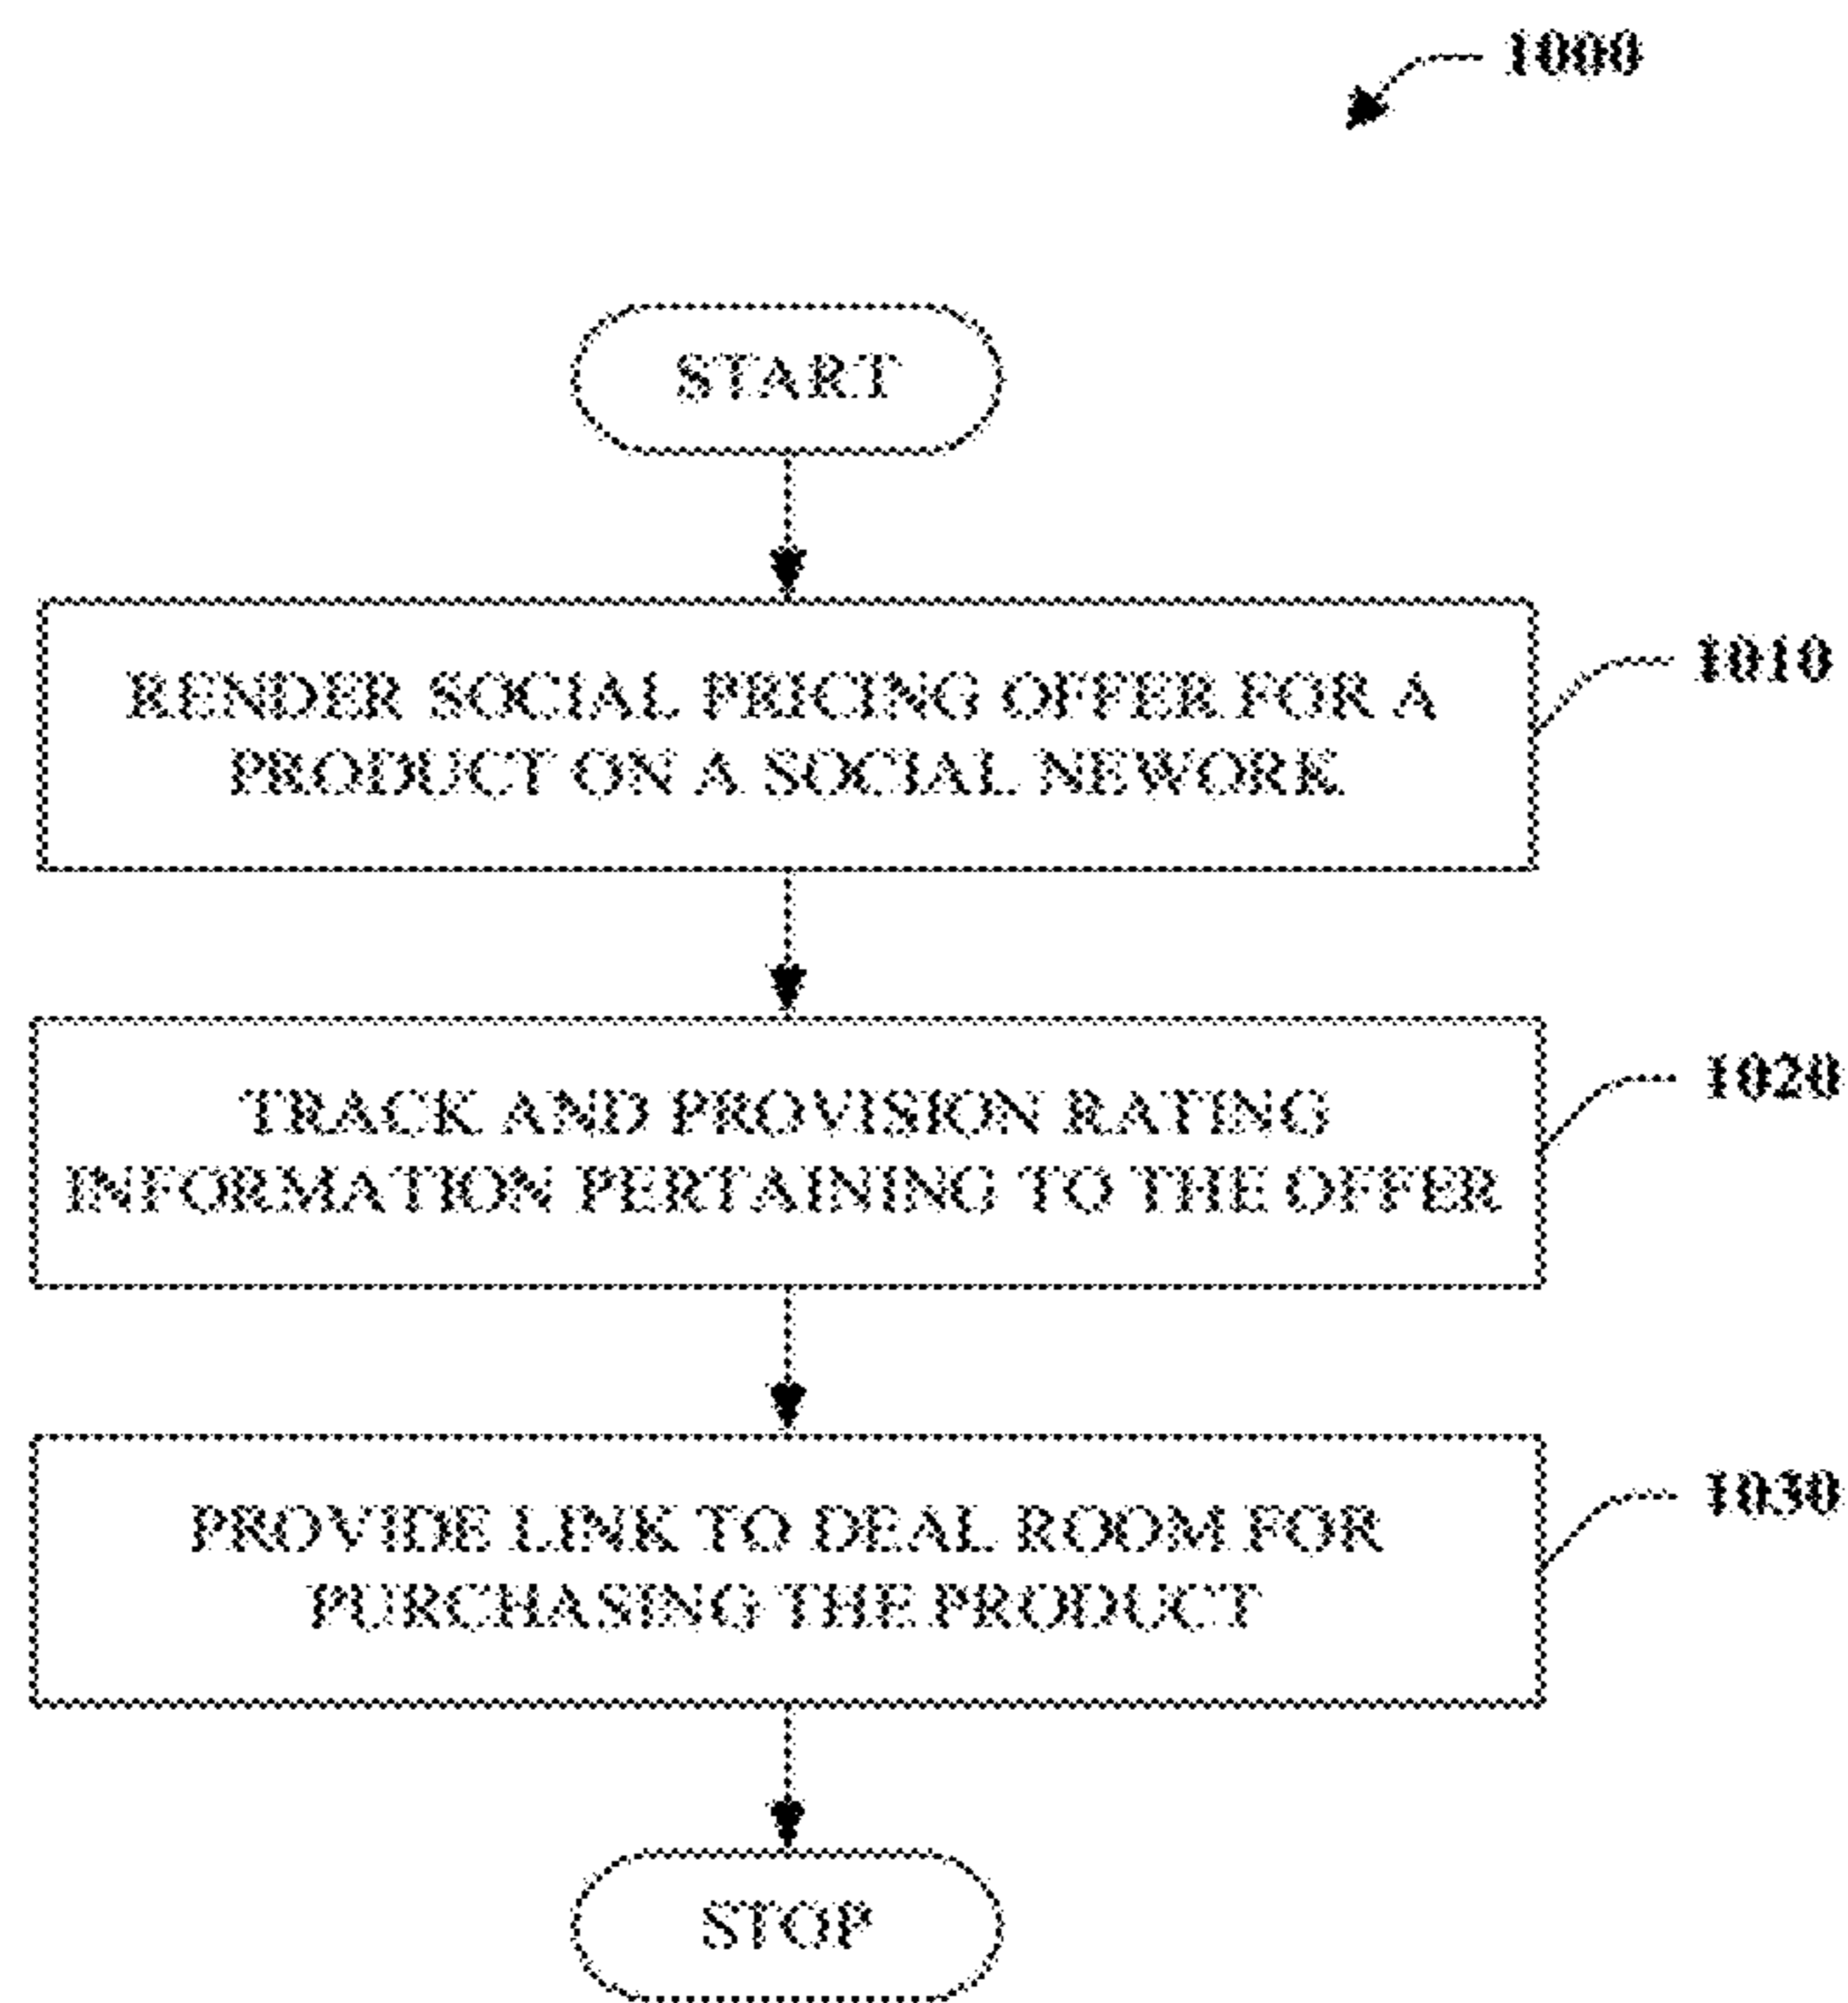 1000
START
RENDER SOCIAL PRICING OFFER FOR A
PRODUCT ON A SOCIAL NEWORK
1010
TRACK AND PROVISION RATING
INFORMATION PERTAINING TO THE OFFER
1020
PROVIDE LINK TO DEAL ROOM FOR
PURCHASING THE PRODUCT
1030
STOP